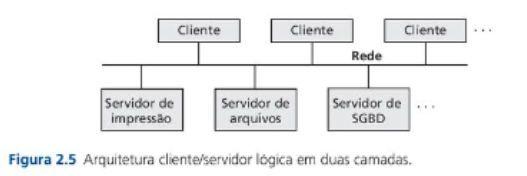 Cliente Cliente Cliente ...
Rede
Servidor de impressão
Servidor de arquivos
Servidor de SGBD
...
Figura 2.5 Arquitetura cliente/servidor lógica em duas camadas.